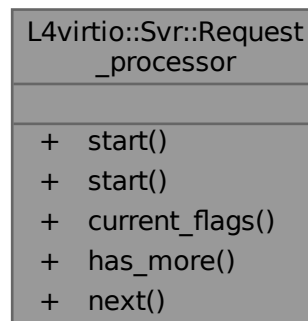 L4virtio::Svr::Request
_processor
+ start()
+ start()
+ current_flags()
+ has_more()
+ next()